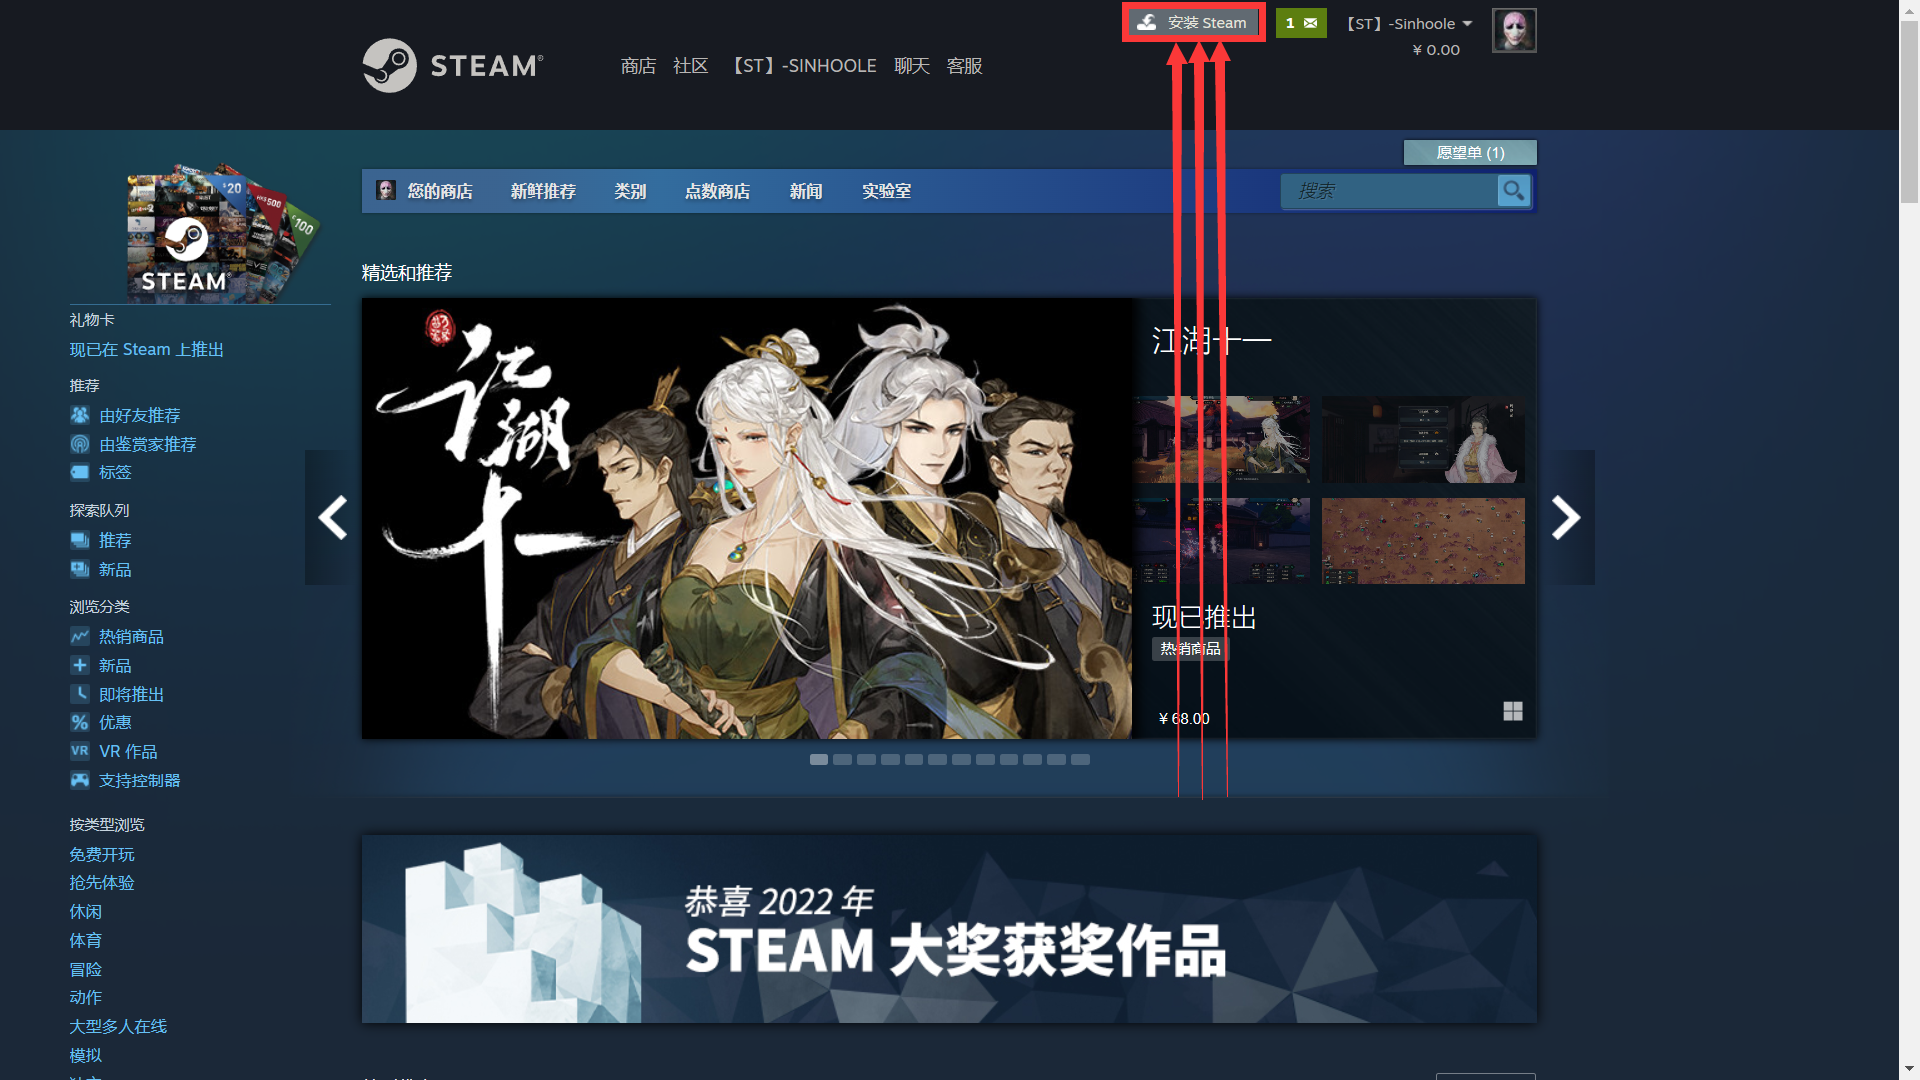 安装 Steam
1
【ST】-Sinhoole
¥ 0.00
STEAM®
商店 社区 【ST】-SINHOOLE 聊天 客服
愿望单 (1)
您的商店 新鲜推荐 类别 点数商店 新闻 实验室
搜索
$20
HK$ 500
£100
STEAM®
礼物卡
现已在 Steam 上推出
推荐
由好友推荐
由鉴赏家推荐
标签
探索队列
推荐
新品
浏览分类
热销商品
新品
即将推出
优惠
VR VR 作品
支持控制器
按类型浏览
免费开玩
抢先体验
休闲
体育
冒险
动作
大型多人在线
模拟
精选和推荐
江湖十一
江湖十一
现已推出
热销商品
¥ 68.00
恭喜 2022 年
STEAM 大奖获奖作品